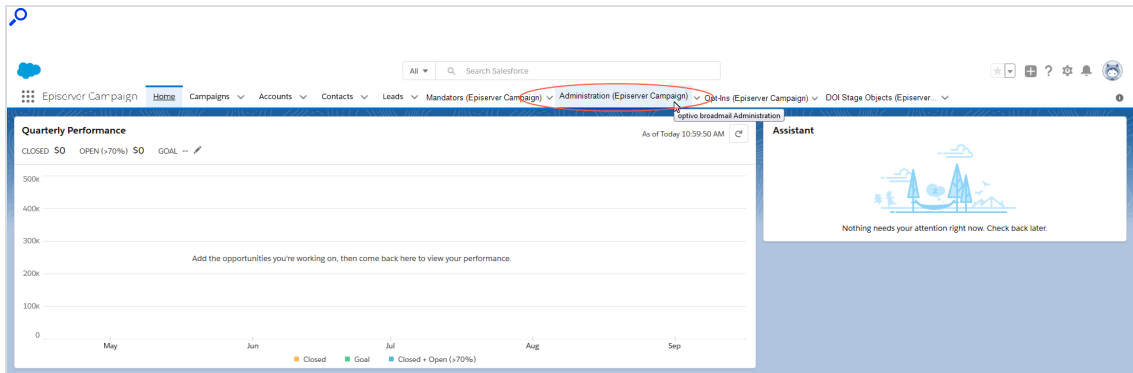 All Search Salesforce
Episerver Campaign Home Campaigns Accounts Contacts Leads Mandators (Episerver Campaign) Administration (Episerver Campaign) Opt-Ins (Episerver Campaign) DOI Stage Objects (Episerver...
optivo broadmail Administration
Quarterly Performance
As of Today 10:59:50 AM
CLOSED $0 OPEN (>70%) $0 GOAL --
500K
400K
300K
200K
100K
0
Add the opportunities you're working on, then come back here to view your performance.
May Jun Jul Aug Sep
Closed Goal Closed + Open (>70%)
Assistant
Nothing needs your attention right now. Check back later.